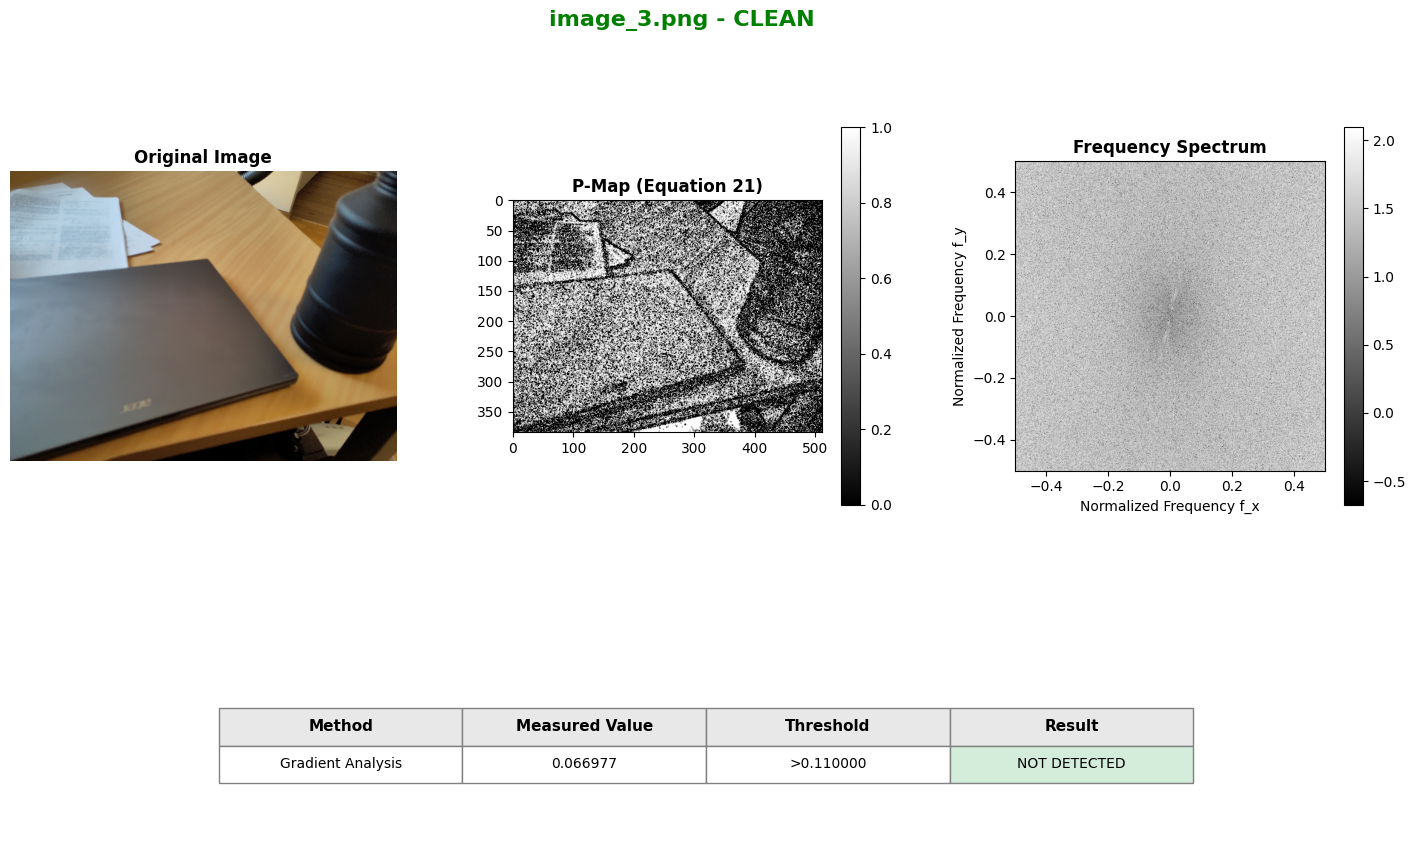 image_3.png - CLEAN
Original Image
acer
P-Map (Equation 21)
0
50
100
150
200
250
300
350
0 100 200 300 400 500
1.0
0.8
0.6
0.4
0.2
0.0
Frequency Spectrum
Normalized Frequency f_y
0.4
0.2
0.0
−0.2
−0.4
−0.4 −0.2 0.0 0.2 0.4
Normalized Frequency f_x
2.0
1.5
1.0
0.5
0.0
−0.5
Method Measured Value Threshold Result
Gradient Analysis 0.066977 >0.110000 NOT DETECTED